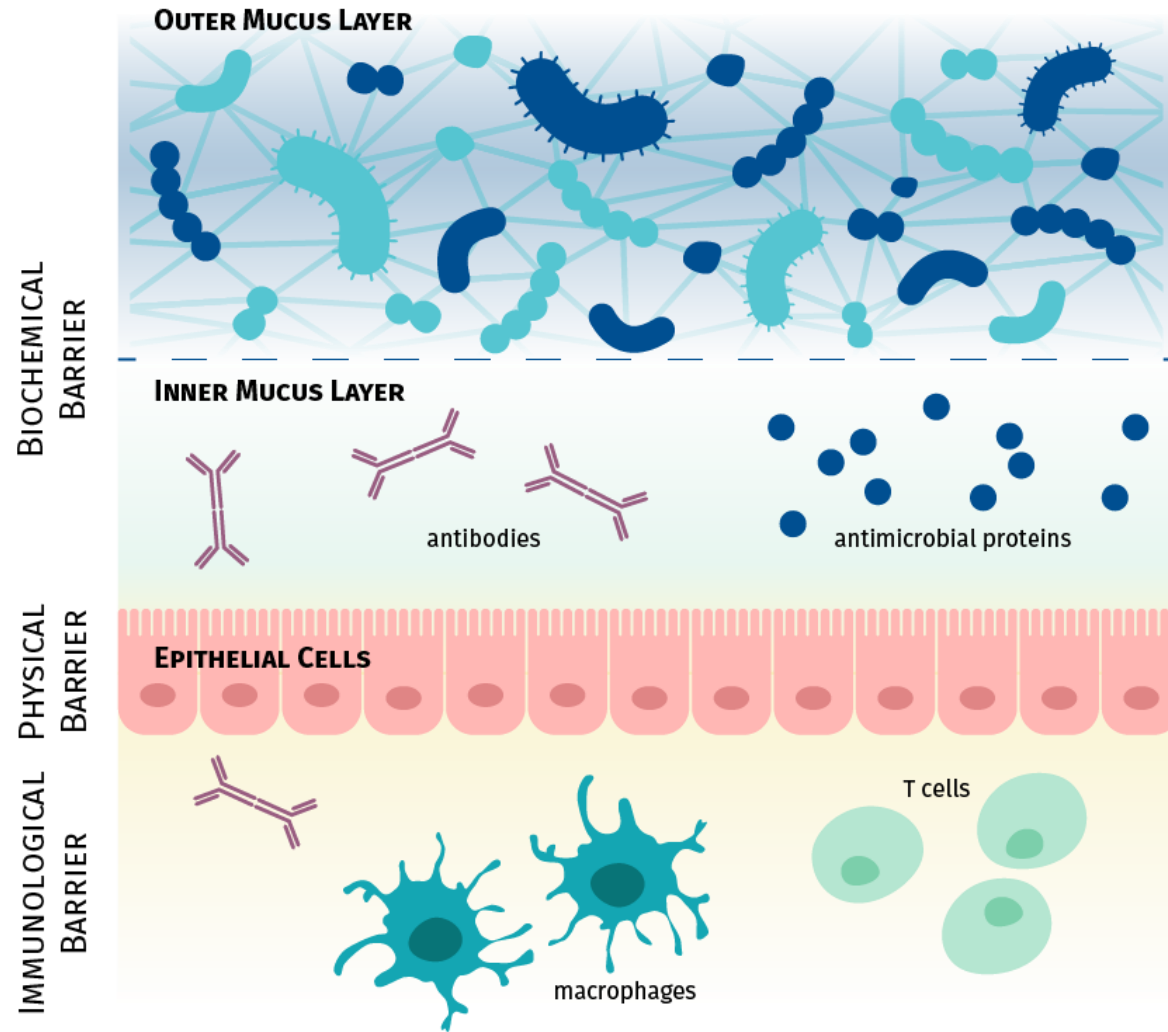 OUTER MUCUS LAYER
BIOCHEMICAL
BARRIER
INNER MUCUS LAYER
antibodies
antimicrobial proteins
PHYSICAL
BARRIER
EPITHELIAL CELLS
IMMUNOLOGICAL
BARRIER
T cells
macrophages